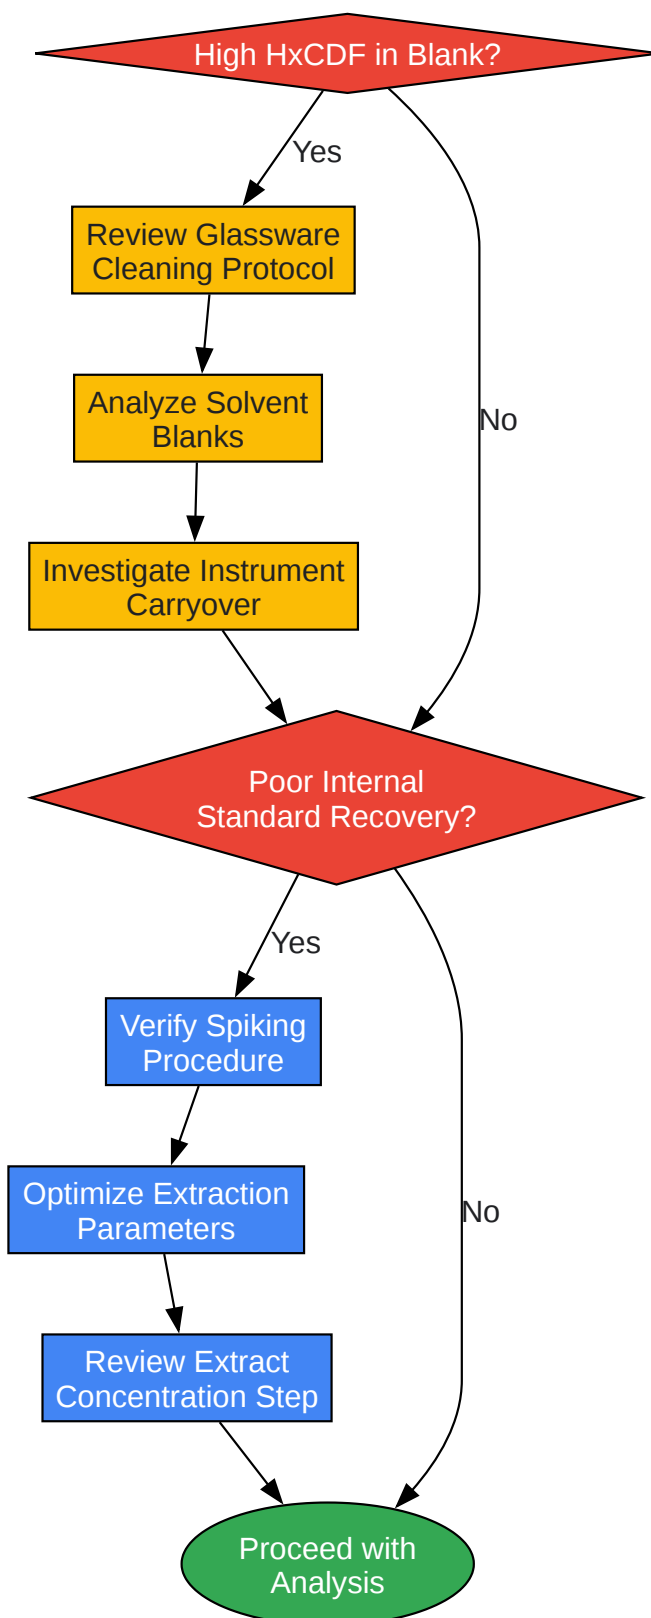 High HxCDF in Blank?
Yes
Review Glassware
Cleaning Protocol
Analyze Solvent
Blanks
No
Investigate Instrument
Carryover
Poor Internal
Standard Recovery?
Yes
Verify Spiking
Procedure
Optimize Extraction
Parameters
No
Review Extract
Concentration Step
Proceed with
Analysis